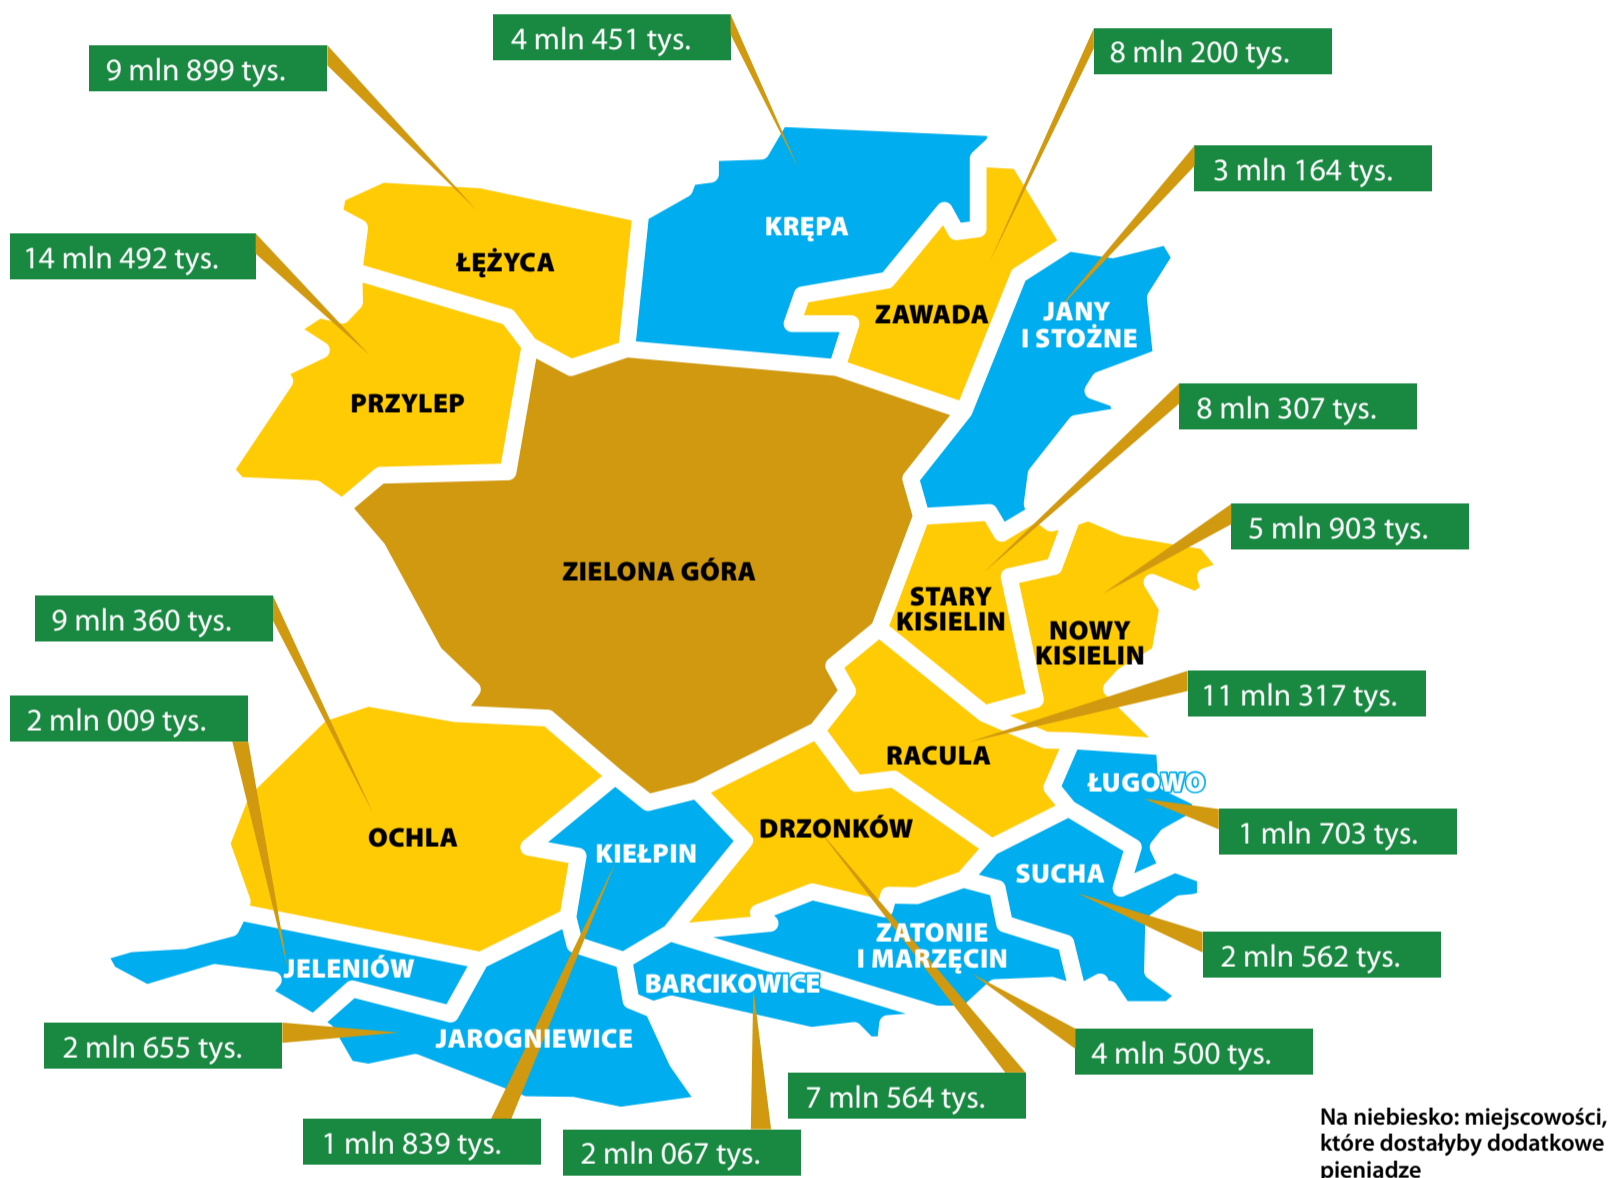 4 mln 451 tys.
8 mln 200 tys.
9 mln 899 tys.
3 mln 164 tys.
KRĘPA
14 mln 492 tys.
ŁĘŻYCA
ZAWADA
JANY
I STOŻNE
PRZYLEP
8 mln 307 tys.
5 mln 903 tys.
ZIELONA GÓRA
STARY
KISIELIN
NOWY
KISIELIN
9 mln 360 tys.
11 mln 317 tys.
2 mln 009 tys.
RACULA
ŁUGOWO
OCHLA
DRZONKÓW
1 mln 703 tys.
KIEŁPIN
SUCHA
ZATONIE
I MARZĘCIN
2 mln 562 tys.
JELENIÓW
BARCIKOWICE
JAROGNIEWICE
2 mln 655 tys.
4 mln 500 tys.
7 mln 564 tys.
1 mln 839 tys.
2 mln 067 tys.
Na niebiesko: miejscowości,
które dostałyby dodatkowe
pieniądze